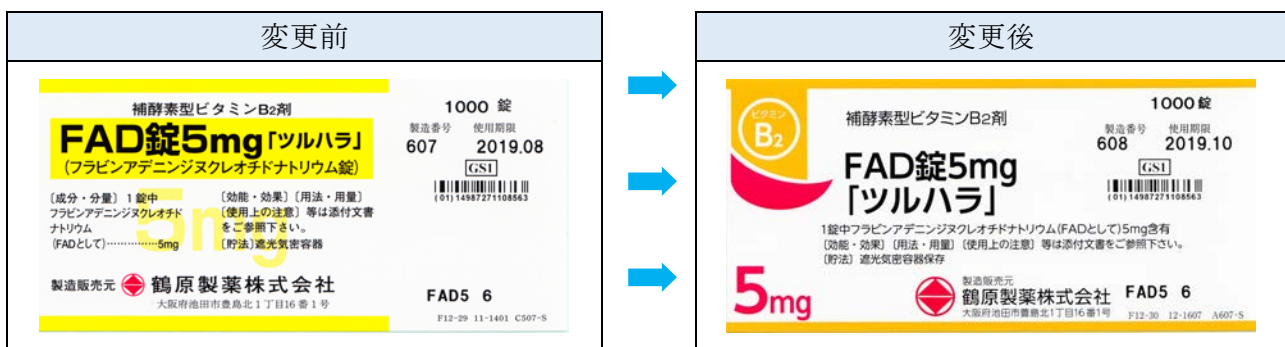 変更前
補酵素型ビタミンB2剤
FAD錠5mg「ツルハラ」
(フラビンアデニンジヌクレオチドナトリウム錠)
5mg
〔成分・分量〕1錠中
フラビンアデニンジヌクレオチド
ナトリウム
(FADとして)……………5mg
〔効能・効果〕〔用法・用量〕
〔使用上の注意〕等は添付文書
をご参照下さい。
〔貯法〕遮光気密容器
製造販売元 鶴原製薬株式会社
大阪府池田市豊島北1丁目16番1号
1000 錠
製造番号 使用期限
607 2019.08
GS1
(01)14987271108563
FAD5 6
F12-29 11-1401 C507-S
変更後
ビタミン
B2
補酵素型ビタミンB2剤
FAD錠5mg
「ツルハラ」
1錠中フラビンアデニンジヌクレオチドナトリウム(FADとして)5mg含有
〔効能・効果〕〔用法・用量〕〔使用上の注意〕等は添付文書をご参照下さい。
〔貯法〕遮光気密容器保存
5mg
製造販売元
鶴原製薬株式会社
大阪府池田市豊島北1丁目16番1号
1000錠
製造番号 使用期限
608 2019.10
GS1
(01)14987271108563
FAD5 6
F12-30 12-1607 A607-S